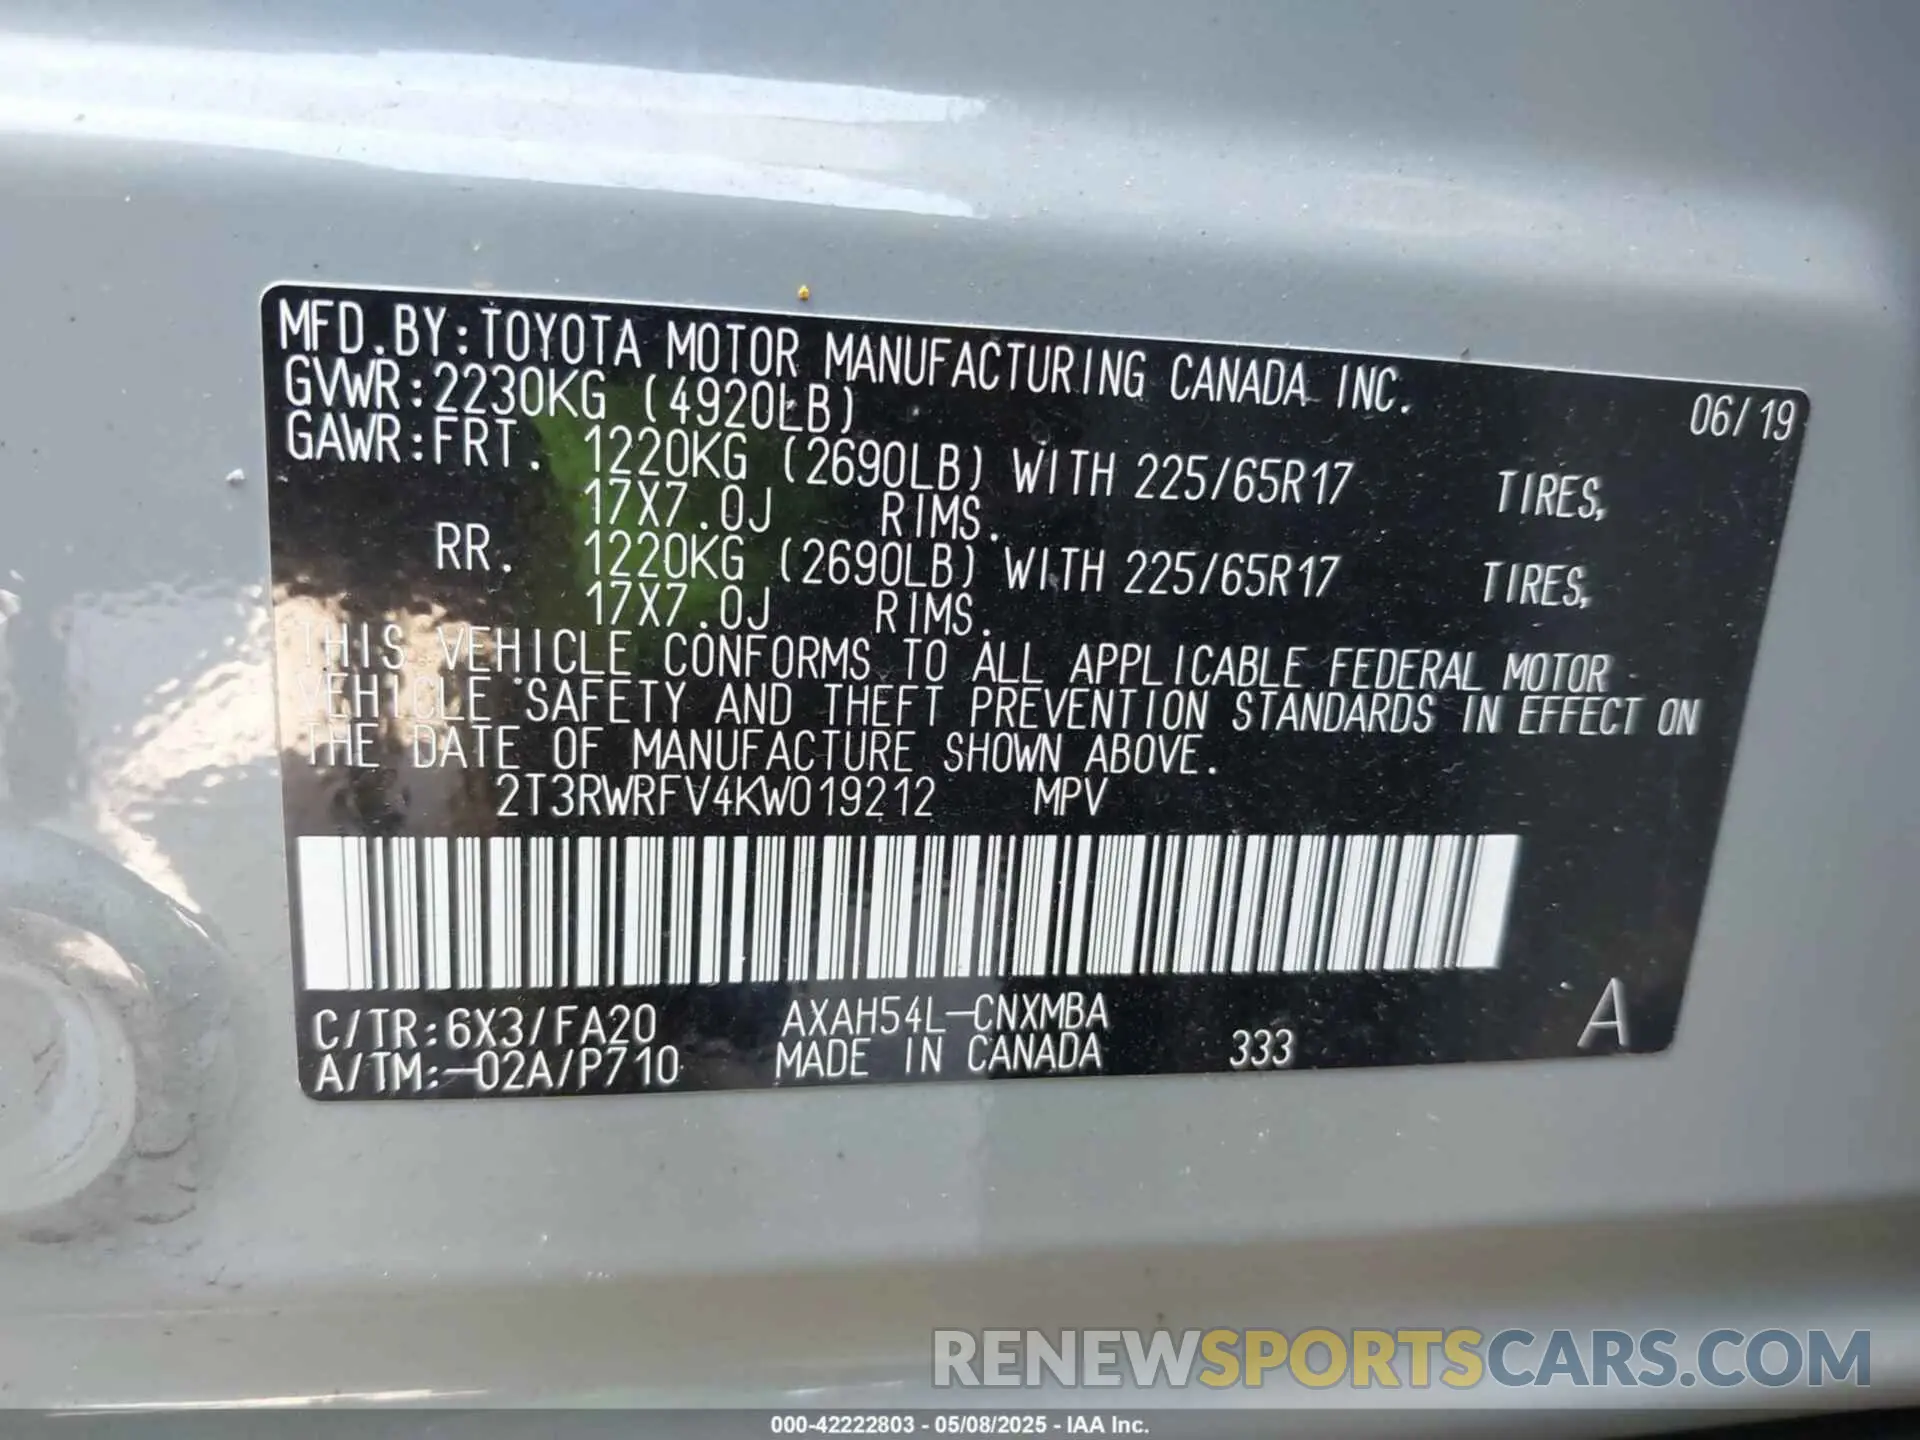 MFD.BY:TOYOTA MOTOR MANUFACTURING CANADA INC. 06/19
GVWR:2230KG (4920LB)
GAWR:FRT. 1220KG (2690LB) WITH 225/65R17 TIRES,
17X7.0J RIMS.
RR. 1220KG (2690LB) WITH 225/65R17 TIRES,
17X7.0J RIMS.
THIS VEHICLE CONFORMS TO ALL APPLICABLE FEDERAL MOTOR
VEHICLE SAFETY AND THEFT PREVENTION STANDARDS IN EFFECT ON
THE DATE OF MANUFACTURE SHOWN ABOVE.
2T3RWRFV4KW019212 MPV
C/TR:6X3/FA20 AXAH54L-CNXMBA A
A/TM:-02A/P710 MADE IN CANADA 333
RENEWSPORTSCARS.COM
000-42222803 - 05/08/2025 - IAA Inc.